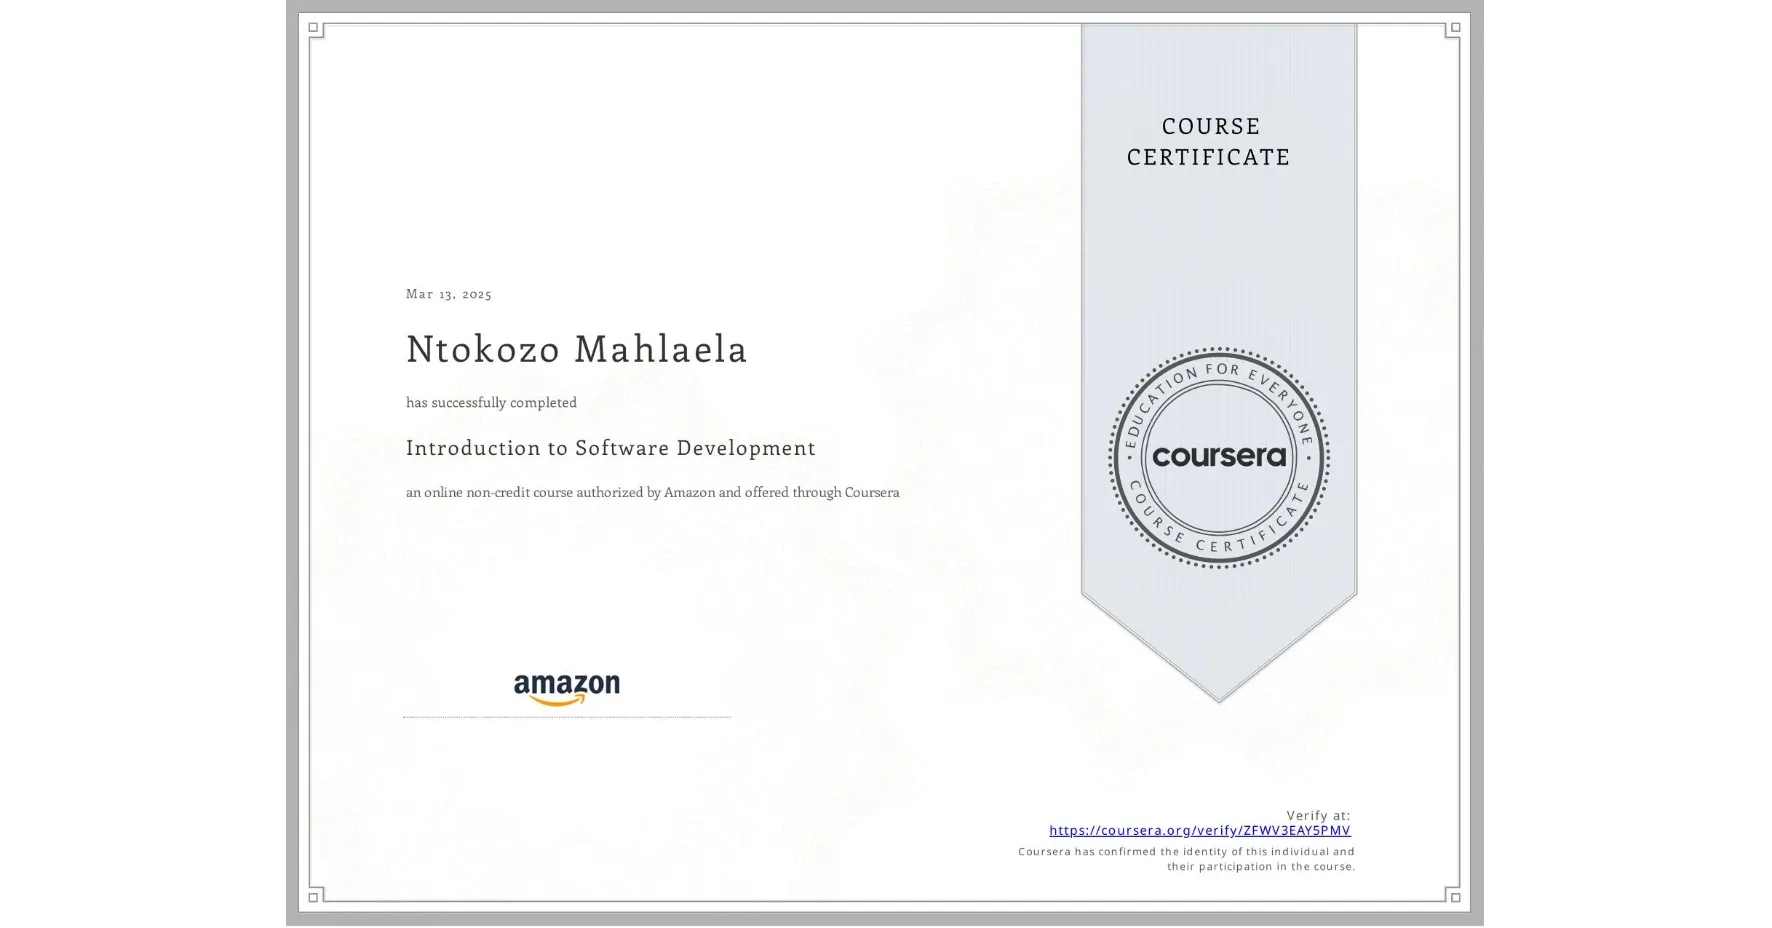 COURSE
CERTIFICATE
Mar 13, 2025
Ntokozo Mahlaela
has successfully completed
Introduction to Software Development
an online non-credit course authorized by Amazon and offered through Coursera
EDUCATION FOR EVERYONE
coursera
COURSE CERTIFICATE
amazon
Verify at:
https://coursera.org/verify/ZFWV3EAY5PMV
Coursera has confirmed the identity of this individual and
their participation in the course.